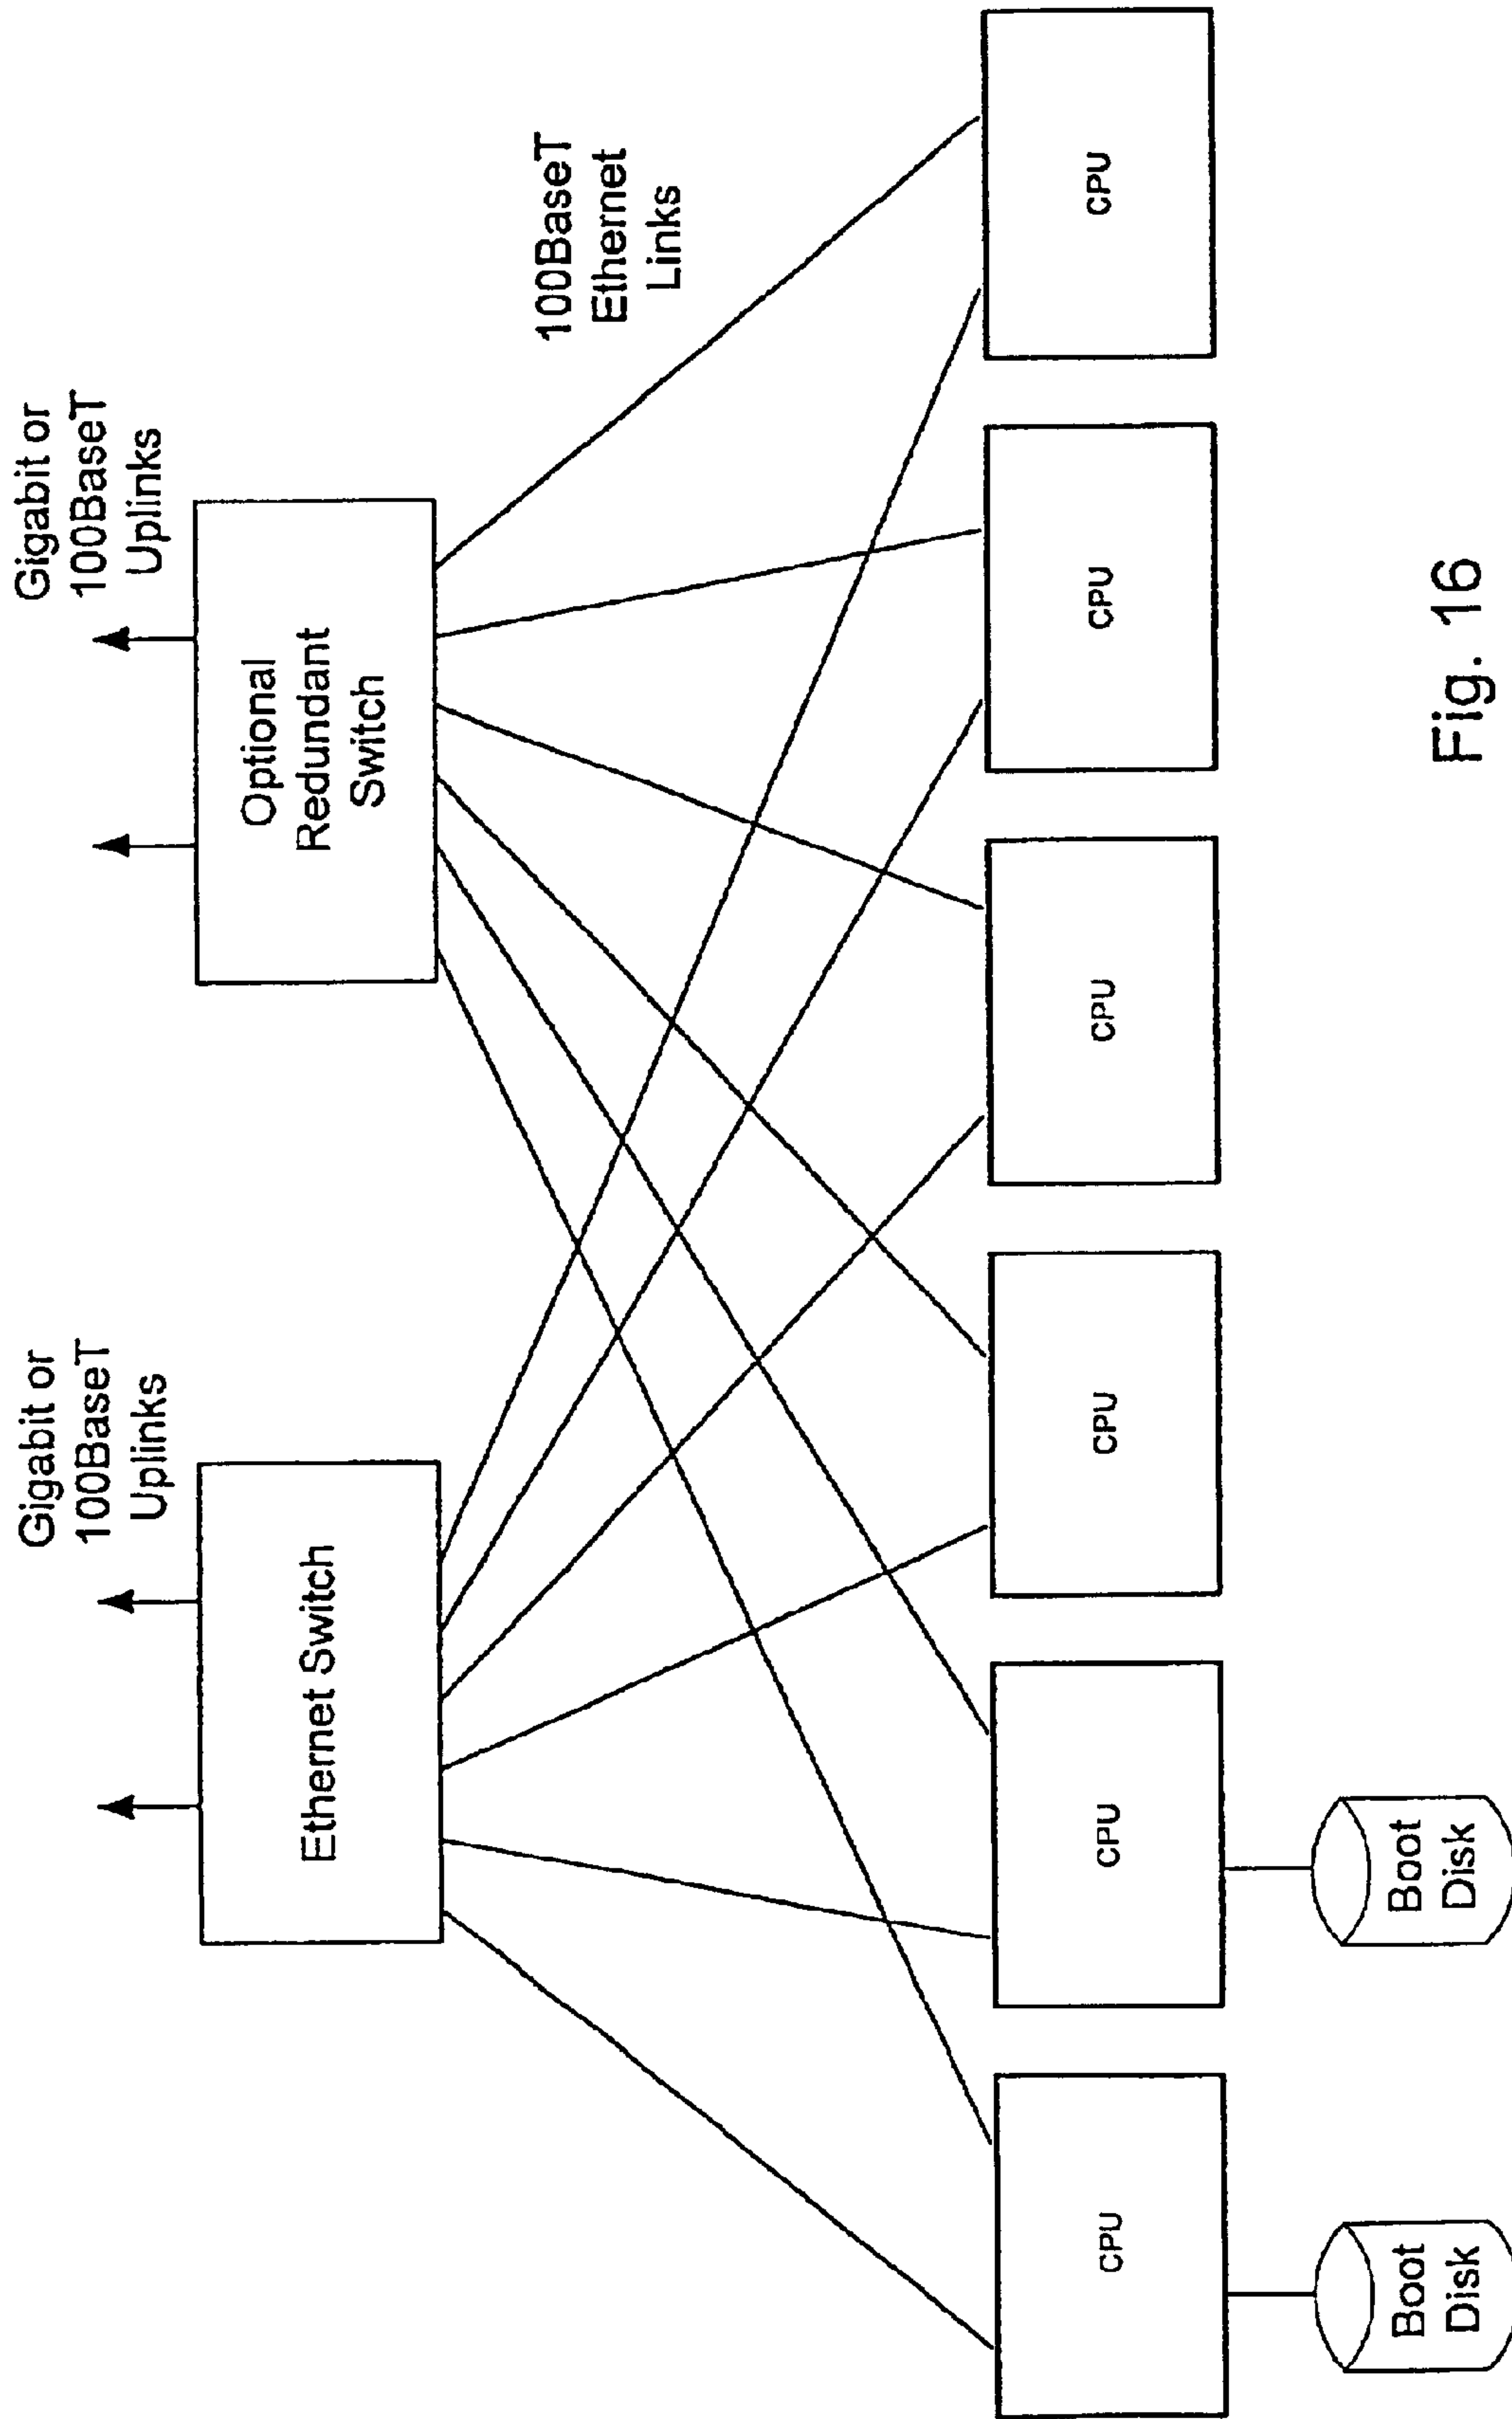 Gigabit or
100BaseT
Uplinks
Gigabit or
100BaseT
Uplinks
Ethernet Switch
Optional
Redundant
Switch
100BaseT
Ethernet
Links
CPU
CPU
CPU
CPU
CPU
CPU
Boot
Disk
Boot
Disk
Fig. 16